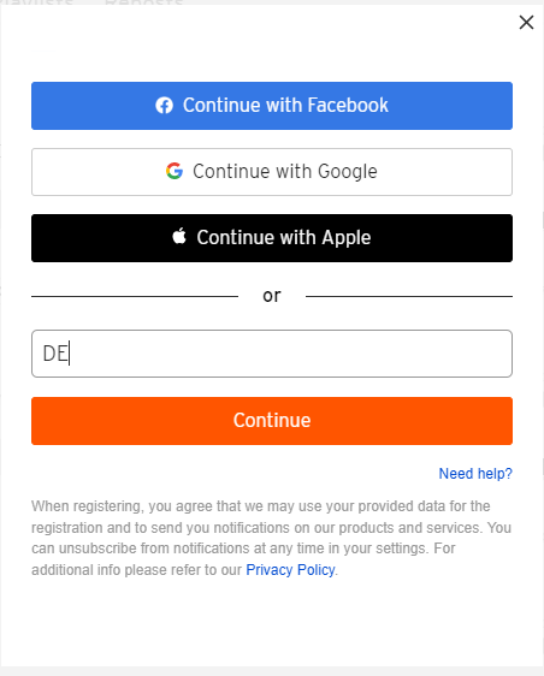 Playlists Reposts
Continue with Facebook
Continue with Google
Continue with Apple
or
DE
Continue
Need help?
When registering, you agree that we may use your provided data for the
registration and to send you notifications on our products and services. You
can unsubscribe from notifications at any time in your settings. For
additional info please refer to our Privacy Policy.